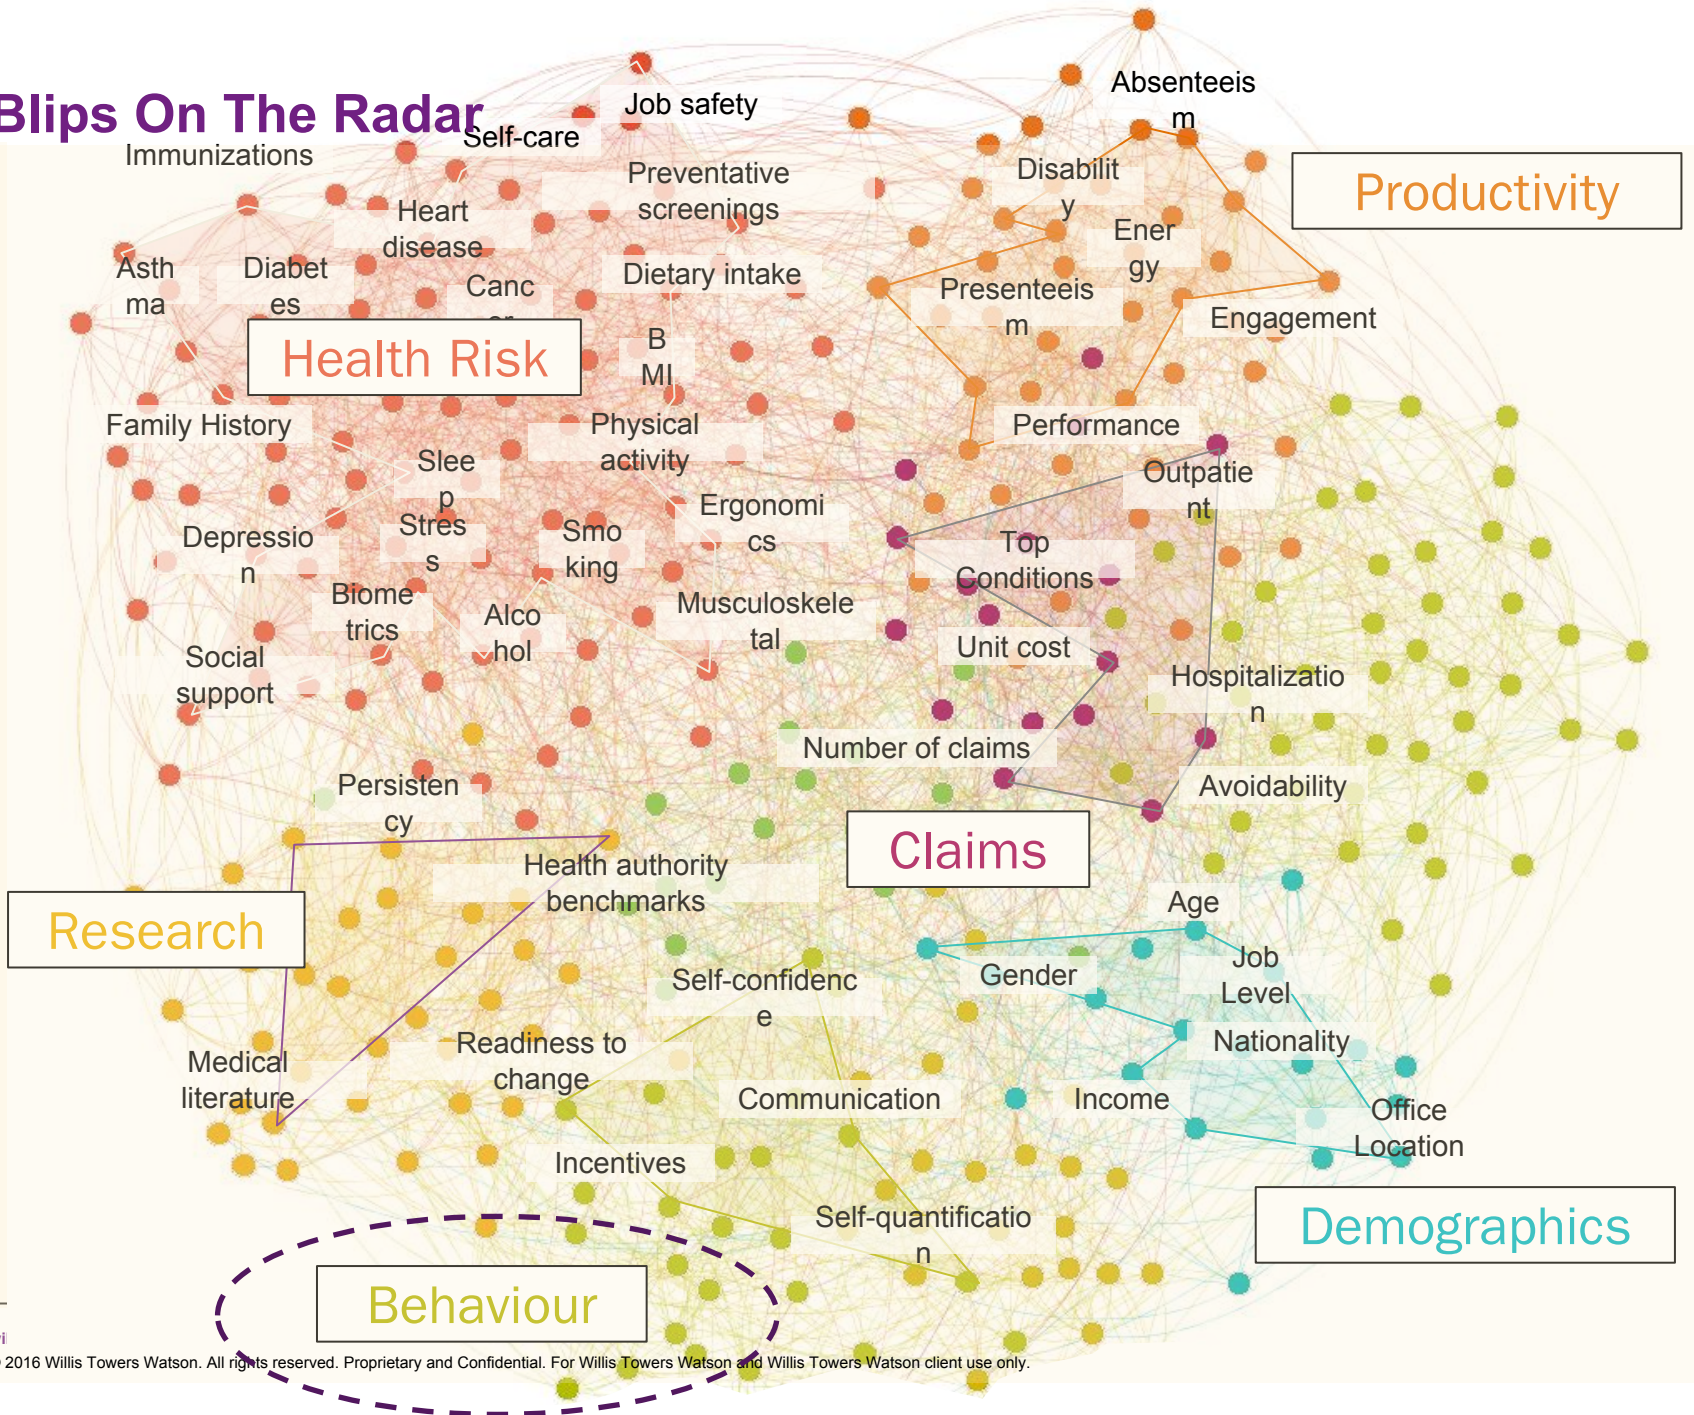 Blips On The Radar
Absenteeis
m
Job safety
Self-care
Immunizations
Preventative
screenings
Disabilit
y
Productivity
Heart
disease
Ener
gy
Asth
ma
Diabet
es
Canc
er
Dietary intake
Presenteeis
m
Engagement
Health Risk
B
MI
Family History
Physical
activity
Performance
Slee
p
Outpatie
nt
Ergonomi
cs
Depressio
n
Stres
s
Smo
king
Top
Conditions
Biome
trics
Alco
hol
Musculoskele
tal
Unit cost
Social
support
Hospitalizatio
n
Number of claims
Persisten
cy
Avoidability
Claims
Health authority
benchmarks
Research
Age
Self-confidenc
e
Gender
Job
Level
Medical
literature
Readiness to
change
Nationality
Communication
Income
Office
Location
Incentives
Self-quantificatio
n
Demographics
Behaviour
2016 Willis Towers Watson. All rights reserved. Proprietary and Confidential. For Willis Towers Watson and Willis Towers Watson client use only.